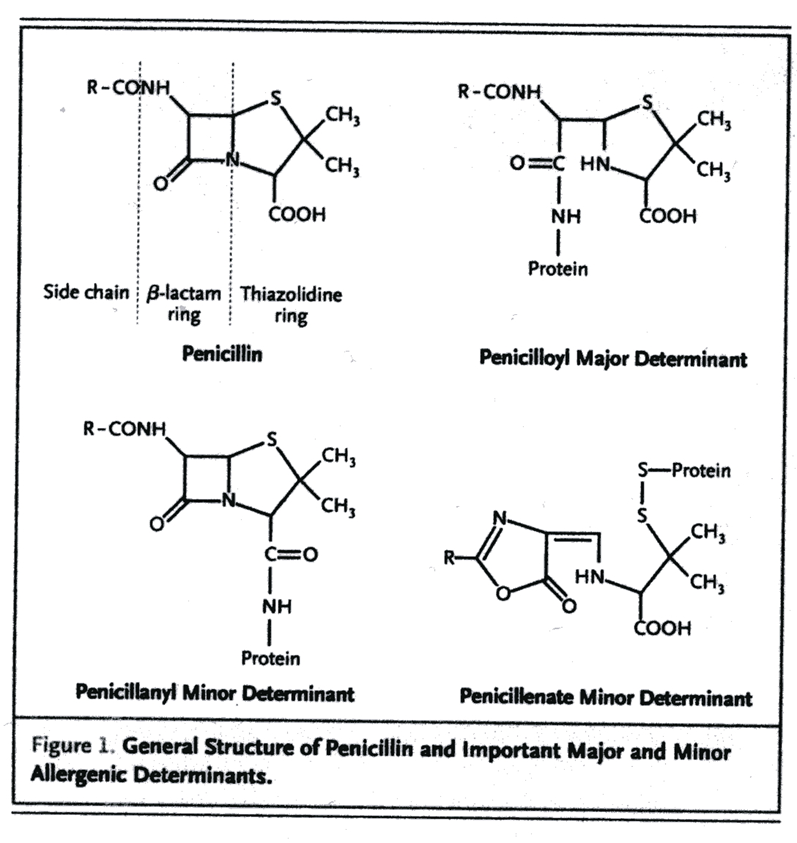 R-CONH
S
CH3
CH3
N
O
COOH
Side chain
β-lactam
ring
Thiazolidine
ring
Penicillin
R-CONH
S
CH3
CH3
O=C
HN
NH
COOH
Protein
Penicilloyl Major Determinant
R-CONH
S
CH3
CH3
N
O
C=O
NH
Protein
Penicillanyl Minor Determinant
S—Protein
S
N
CH3
R
HN
CH3
O
O
COOH
Penicillenate Minor Determinant
Figure 1. General Structure of Penicillin and Important Major and Minor
Allergenic Determinants.